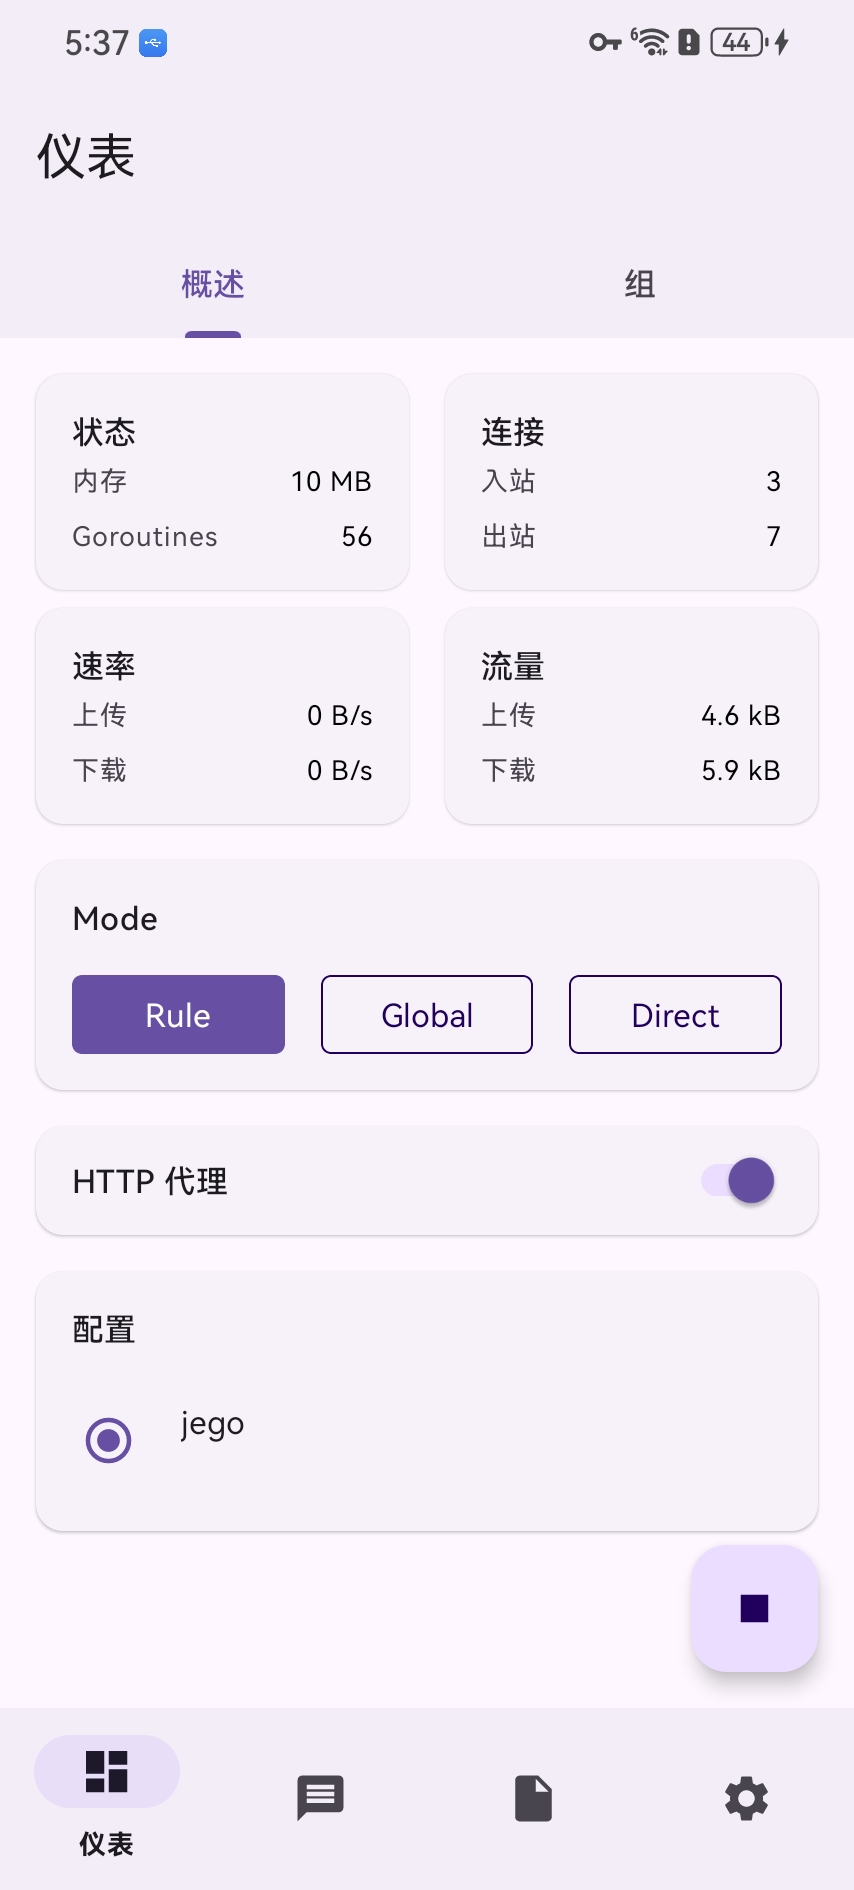 5:37
6
44
仪表
概述
组
状态
内存 10 MB
Goroutines 56
连接
入站 3
出站 7
速率
上传 0 B/s
下载 0 B/s
流量
上传 4.6 kB
下载 5.9 kB
Mode
Rule
Global
Direct
HTTP 代理
配置
jego
仪表